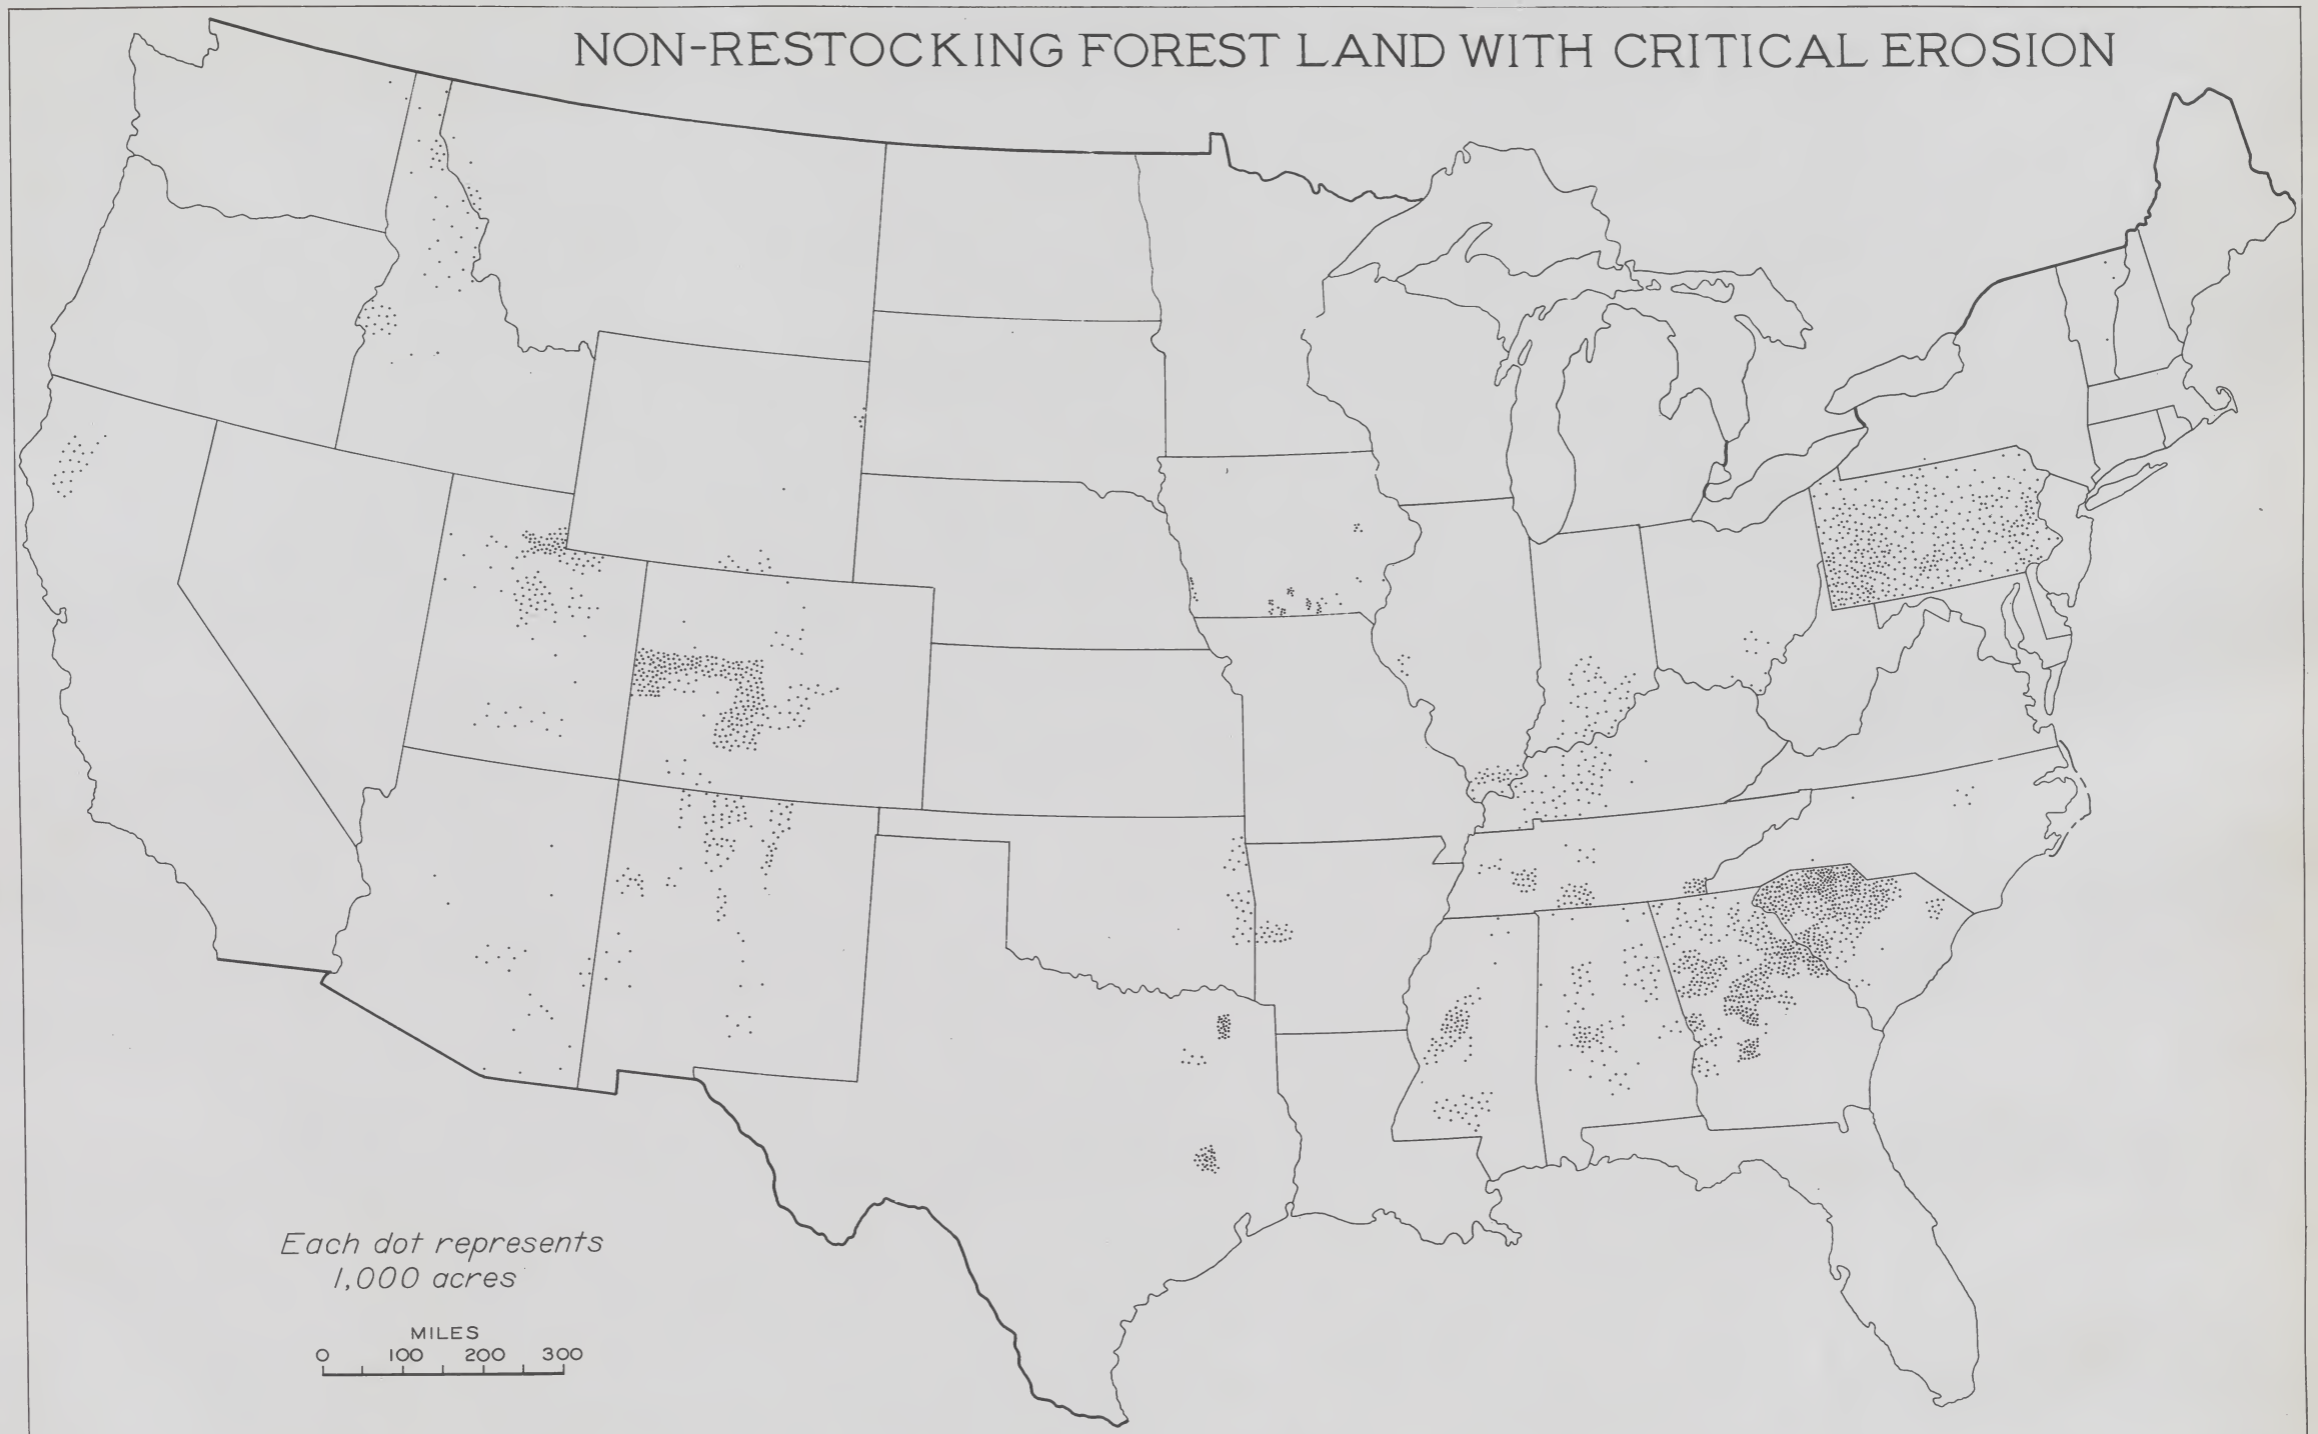 NON-RESTOCKING FOREST LAND WITH CRITICAL EROSION
Each dot represents
1,000 acres
MILES
0 100 200 300